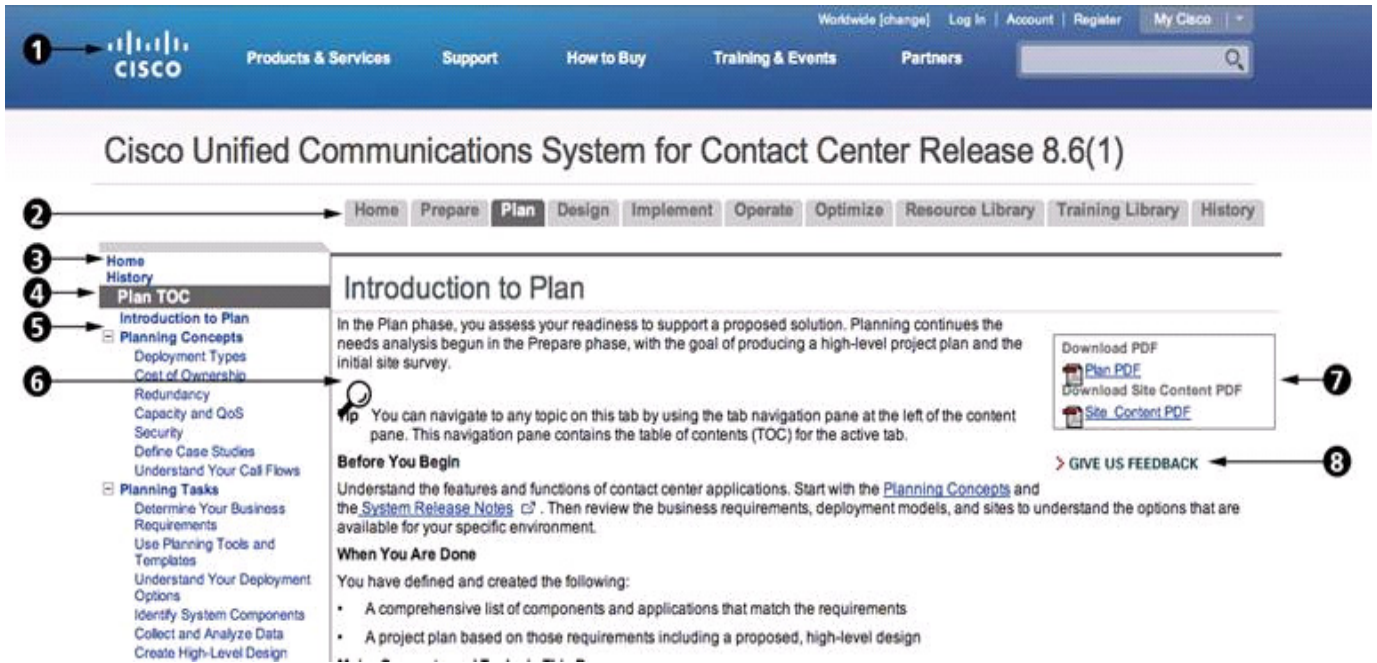 Worldwide [change] Log In | Account | Register My Cisco
1 CISCO Products & Services Support How to Buy Training & Events Partners
Cisco Unified Communications System for Contact Center Release 8.6(1)
2 Home Prepare Plan Design Implement Operate Optimize Resource Library Training Library History
3 Home
History
4 Plan TOC
Introduction to Plan
5 Planning Concepts
Deployment Types
Cost of Ownership
Redundancy
Capacity and QoS
Security
Define Case Studies
Understand Your Call Flows
Planning Tasks
Determine Your Business
Requirements
Use Planning Tools and
Templates
Understand Your Deployment
Options
Identify System Components
Collect and Analyze Data
Create High-Level Design
Introduction to Plan
In the Plan phase, you assess your readiness to support a proposed solution. Planning continues the
needs analysis begun in the Prepare phase, with the goal of producing a high-level project plan and the
initial site survey.
6
Tip You can navigate to any topic on this tab by using the tab navigation pane at the left of the content
pane. This navigation pane contains the table of contents (TOC) for the active tab.
Before You Begin
Understand the features and functions of contact center applications. Start with the Planning Concepts and
the System Release Notes . Then review the business requirements, deployment models, and sites to understand the options that are
available for your specific environment.
When You Are Done
You have defined and created the following:
• A comprehensive list of components and applications that match the requirements
• A project plan based on those requirements including a proposed, high-level design
Download PDF
Plan PDF
7
Download Site Content PDF
Site Content PDF
> GIVE US FEEDBACK 8